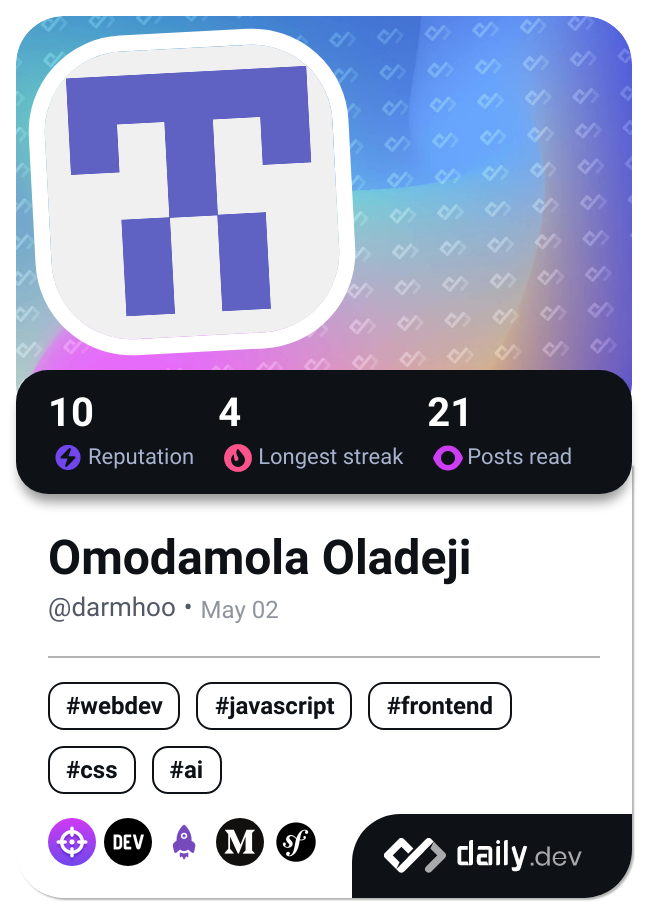 10 4 21
Reputation Longest streak Posts read
Omodamola Oladeji
@darmhoo • May 02
#webdev #javascript #frontend
#css #ai
DEV M sf
daily.dev